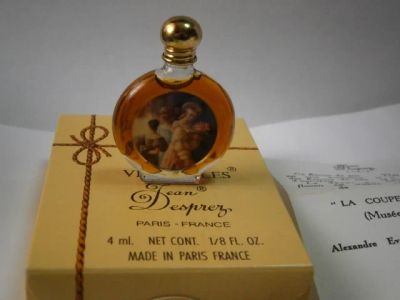 Jean
Desprez
PARIS - FRANCE
4 ml. NET CONT. 1/8 FL. OZ.
MADE IN PARIS FRANCE
"LA COUPE
(Musée
Alexandre Ev